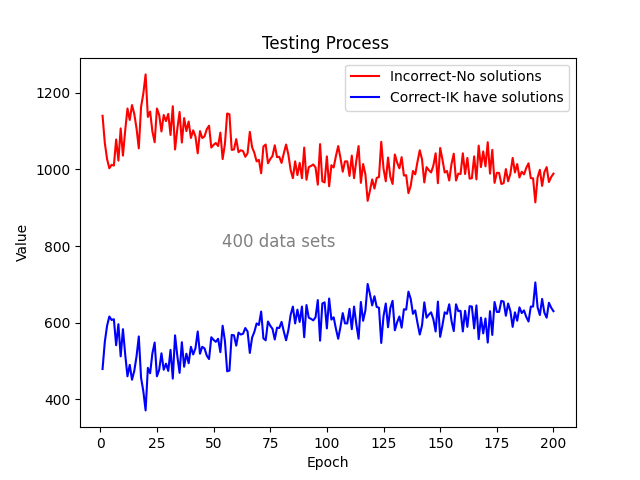 Testing Process
Incorrect-No solutions
Correct-IK have solutions
1200
1000
800
600
400
Value
400 data sets
0
25
50
75
100
125
150
175
200
Epoch